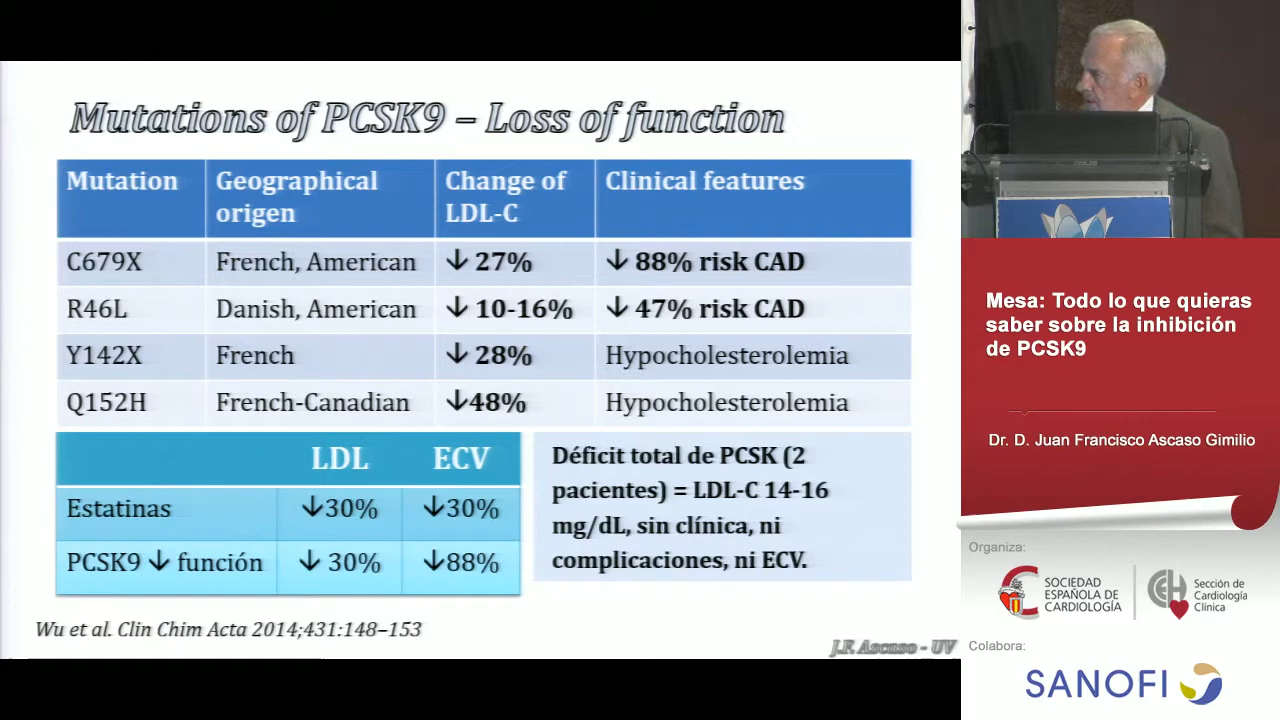 Mutations of PCSK9 – Loss of function
Mutation Geographical origen Change of LDL-C Clinical features
C679X French, American ↓ 27% ↓ 88% risk CAD
R46L Danish, American ↓ 10-16% ↓ 47% risk CAD
Y142X French ↓ 28% Hypocholesterolemia
Q152H French-Canadian ↓48% Hypocholesterolemia
LDL ECV
Estatinas ↓30% ↓30%
PCSK9 ↓ función ↓ 30% ↓88%
Déficit total de PCSK (2
pacientes) = LDL-C 14-16
mg/dL, sin clínica, ni
complicaciones, ni ECV.
Wu et al. Clin Chim Acta 2014;431:148–153
J.F. Ascaso - UV
Mesa: Todo lo que quieras
saber sobre la inhibición
de PCSK9
Dr. D. Juan Francisco Ascaso Gimilio
Organiza:
SOCIEDAD
ESPAÑOLA DE
CARDIOLOGÍA
Sección de
Cardiología
Clínica
Colabora:
SANOFI